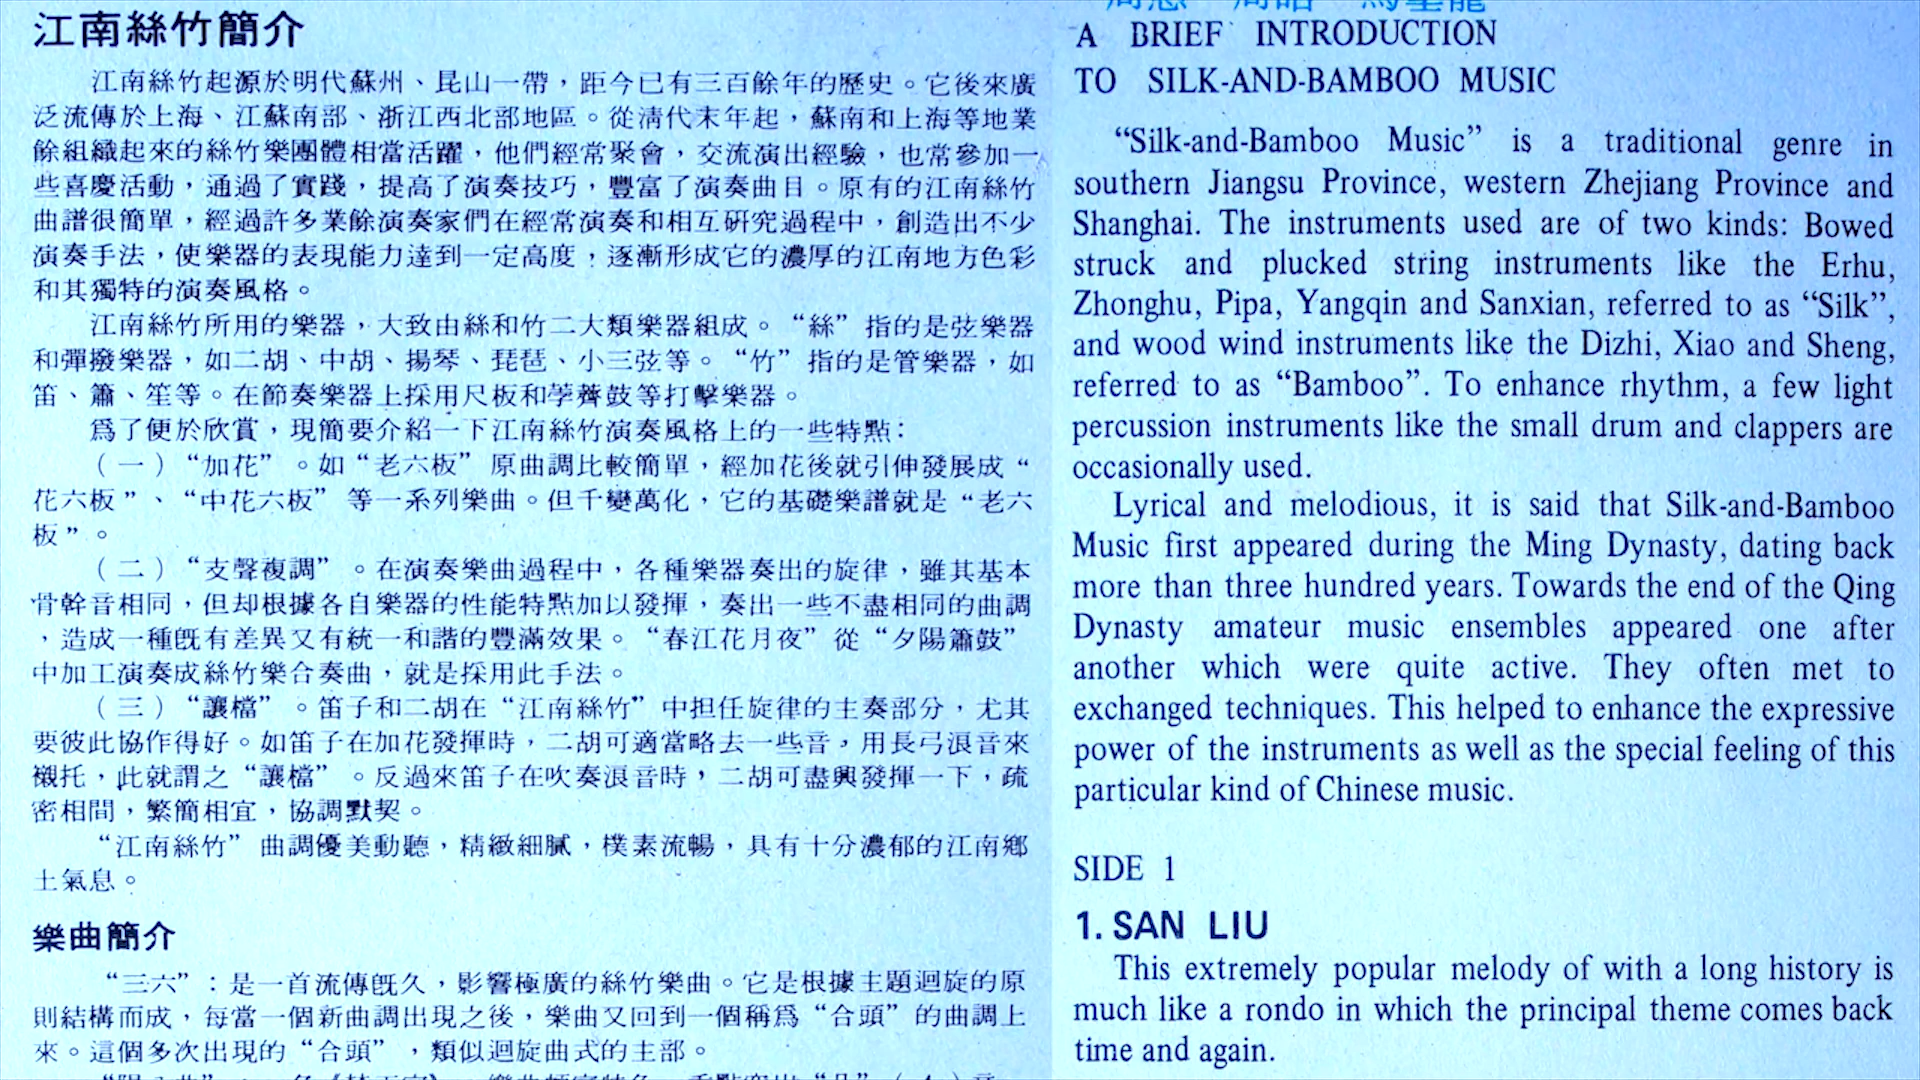 江南絲竹簡介
江南絲竹起源於明代蘇州、昆山一帶，距今已有三百餘年的歷史。它後來廣
泛流傳於上海、江蘇南部、浙江西北部地區。從淸代末年起，蘇南和上海等地業
餘組織起來的絲竹樂團體相當活躍，他們經常聚會，交流演出經驗，也常參加一
些喜慶活動，通過了實踐，提高了演奏技巧，豐富了演奏曲目。原有的江南絲竹
曲譜很簡單，經過許多業餘演奏家們在經常演奏和相互研究過程中，創造出不少
演奏手法，使樂器的表現能力達到一定高度，逐漸形成它的濃厚的江南地方色彩
和其獨特的演奏風格。
江南絲竹所用的樂器，大致由絲和竹二大類樂器組成。“絲”指的是弦樂器
和彈撥樂器，如二胡、中胡、揚琴、琵琶、小三弦等。“竹”指的是管樂器，如
笛、簫、笙等。在節奏樂器上採用尺板和荸薺鼓等打擊樂器。
爲了便於欣賞，現簡要介紹一下江南絲竹演奏風格上的一些特點：
（一）“加花”。如“老六板”原曲調比較簡單，經加花後就引伸發展成“
花六板”、“中花六板”等一系列樂曲。但千變萬化，它的基礎樂譜就是“老六
板”。
（二）“支聲複調”。在演奏樂曲過程中，各種樂器奏出的旋律，雖其基本
骨幹音相同，但却根據各自樂器的性能特點加以發揮，奏出一些不盡相同的曲調
，造成一種旣有差異又有統一和諧的豐滿效果。“春江花月夜”從“夕陽簫鼓”
中加工演奏成絲竹樂合奏曲，就是採用此手法。
（三）“讓檔”。笛子和二胡在“江南絲竹”中担任旋律的主奏部分，尤其
要彼此協作得好。如笛子在加花發揮時，二胡可適當略去一些音，用長弓浪音來
襯托，此就謂之“讓檔”。反過來笛子在吹奏浪音時，二胡可盡興發揮一下，疏
密相間，繁簡相宜，協調默契。
“江南絲竹”曲調優美動聽，精緻細膩，樸素流暢，具有十分濃郁的江南鄉
土氣息。
樂曲簡介
“三六”：是一首流傳旣久，影響極廣的絲竹樂曲。它是根據主題迴旋的原
則結構而成，每當一個新曲調出現之後，樂曲又回到一個稱爲“合頭”的曲調上
來。這個多次出現的“合頭”，類似迴旋曲式的主部。
A BRIEF INTRODUCTION
TO SILK-AND-BAMBOO MUSIC
“Silk-and-Bamboo Music” is a traditional genre in
southern Jiangsu Province, western Zhejiang Province and
Shanghai. The instruments used are of two kinds: Bowed
struck and plucked string instruments like the Erhu,
Zhonghu, Pipa, Yangqin and Sanxian, referred to as “Silk”,
and wood wind instruments like the Dizhi, Xiao and Sheng,
referred to as “Bamboo”. To enhance rhythm, a few light
percussion instruments like the small drum and clappers are
occasionally used.
Lyrical and melodious, it is said that Silk-and-Bamboo
Music first appeared during the Ming Dynasty, dating back
more than three hundred years. Towards the end of the Qing
Dynasty amateur music ensembles appeared one after
another which were quite active. They often met to
exchanged techniques. This helped to enhance the expressive
power of the instruments as well as the special feeling of this
particular kind of Chinese music.
SIDE 1
1. SAN LIU
This extremely popular melody of with a long history is
much like a rondo in which the principal theme comes back
time and again.